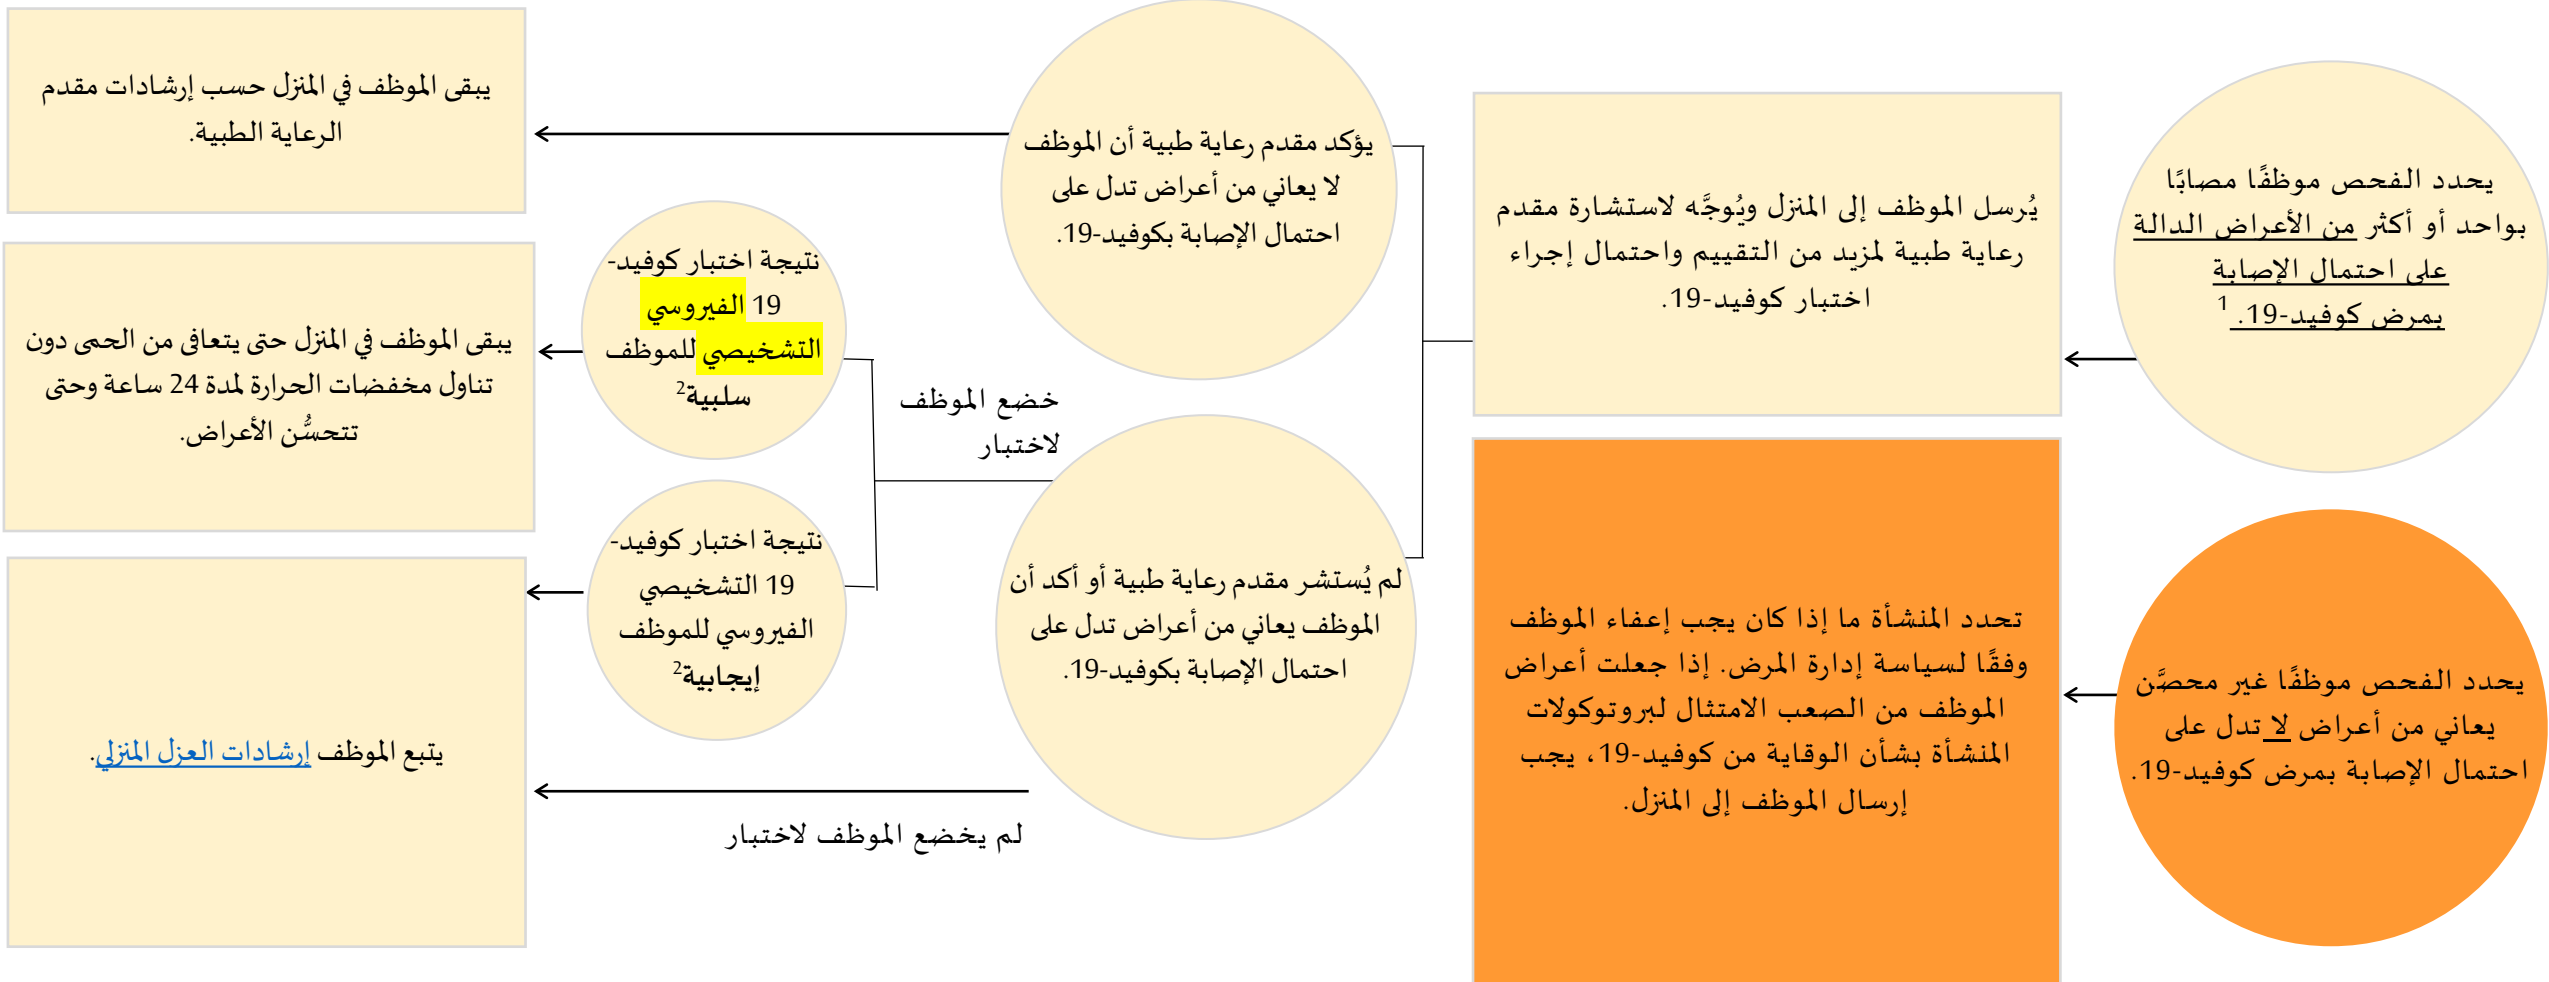 يحدد الفحص موظفًا مصابًا
بواحد أو أكثر من الأعراض الدالة
على احتمال الإصابة
بمرض كوفيد-19. 1
يُرسل الموظف إلى المنزل ويُوجَّه لاستشارة مقدم
رعاية طبية لمزيد من التقييم واحتمال إجراء
اختبار كوفيد-19.
يؤكد مقدم رعاية طبية أن الموظف
لا يعاني من أعراض تدل على
احتمال الإصابة بكوفيد-19.
يبقى الموظف في المنزل حسب إرشادات مقدم
الرعاية الطبية.
لم يُستشر مقدم رعاية طبية أو أكد أن
الموظف يعاني من أعراض تدل على
احتمال الإصابة بكوفيد-19.
خضع الموظف
لاختبار
نتيجة اختبار كوفيد-
19 الفيروسي
التشخيصي للموظف
سلبية2
يبقى الموظف في المنزل حتى يتعافى من الحمى دون
تناول مخفضات الحرارة لمدة 24 ساعة وحتى
تتحسُّن الأعراض.
نتيجة اختبار كوفيد-
19 التشخيصي
الفيروسي للموظف
إيجابية2
لم يخضع الموظف لاختبار
يتبع الموظف إرشادات العزل المنزلي.
يحدد الفحص موظفًا غير محصَّن
يعاني من أعراض لا تدل على
احتمال الإصابة بمرض كوفيد-19.
تحدد المنشأة ما إذا كان يجب إعفاء الموظف
وفقًا لسياسة إدارة المرض. إذا جعلت أعراض
الموظف من الصعب الامتثال لبروتوكولات
المنشأة بشأن الوقاية من كوفيد-19، يجب
إرسال الموظف إلى المنزل.